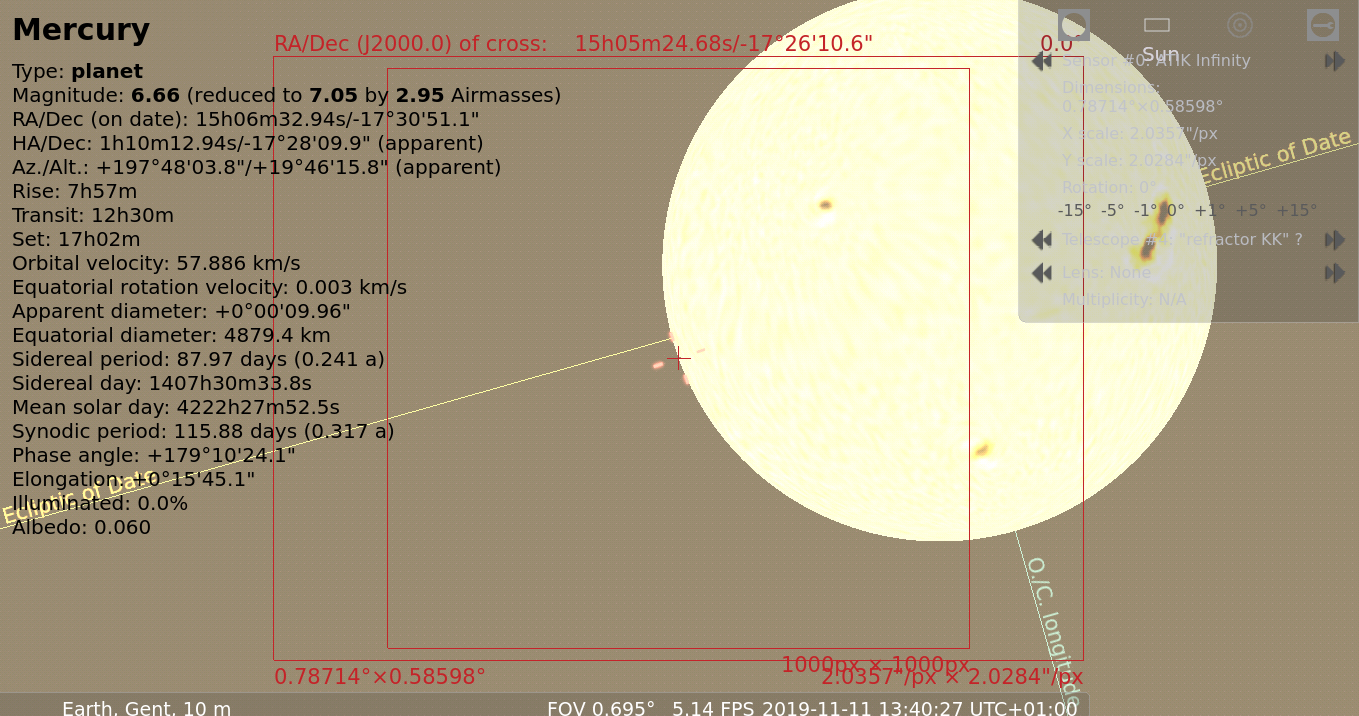 Mercury
Type: planet
Magnitude: 6.66 (reduced to 7.05 by 2.95 Airmasses)
RA/Dec (on date): 15h06m32.94s/-17°30'51.1"
HA/Dec: 1h10m12.94s/-17°28'09.9" (apparent)
Az./Alt.: +197°48'03.8"/+19°46'15.8" (apparent)
Rise: 7h57m
Transit: 12h30m
Set: 17h02m
Orbital velocity: 57.886 km/s
Equatorial rotation velocity: 0.003 km/s
Apparent diameter: +0°00'09.96"
Equatorial diameter: 4879.4 km
Sidereal period: 87.97 days (0.241 a)
Sidereal day: 1407h30m33.8s
Mean solar day: 4222h27m52.5s
Synodic period: 115.88 days (0.317 a)
Phase angle: +179°10'24.1"
Elongation: +0°15'45.1"
Illuminated: 0.0%
Albedo: 0.060
Ecliptic of Date
RA/Dec (J2000.0) of cross: 15h05m24.68s/-17°26'10.6"
0.0°
Sun
Sensor #0: ATIK Infinity
Dimensions:
0.78714°×0.58598°
X scale: 2.0357"/px
Y scale: 2.0284"/px
Rotation: 0°
-15° -5° -1° 0° +1° +5° +15°
Telescope #4: "refractor KK" ?
Lens: None
Multiplicity: N/A
Ecliptic of Date
O./C. longitude
1000px × 1000px
0.78714°×0.58598°
2.0357"/px × 2.0284"/px
Earth, Gent, 10 m
FOV 0.695° 5.14 FPS 2019-11-11 13:40:27 UTC+01:00